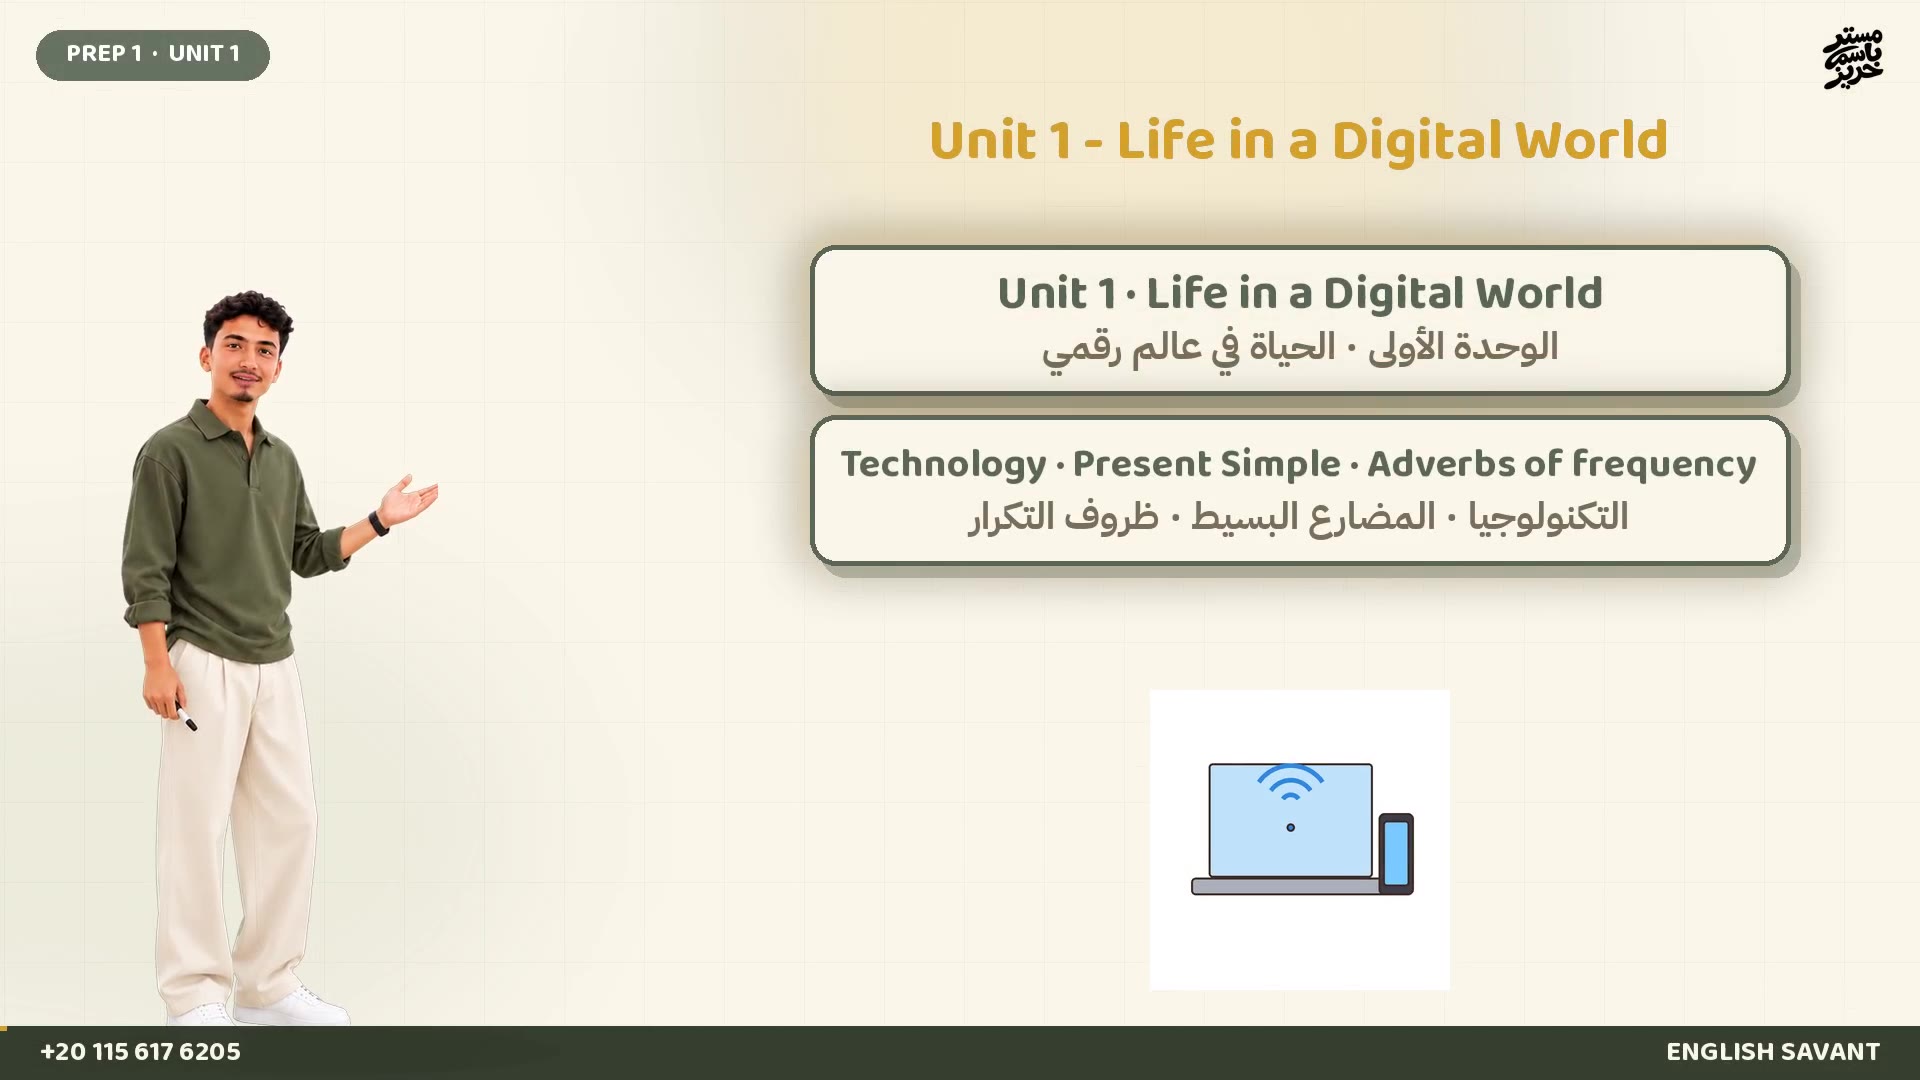 PREP 1 · UNIT 1
مستر
باسم
خريز
Unit 1 - Life in a Digital World
Unit 1 · Life in a Digital World
الوحدة الأولى · الحياة في عالم رقمي
Technology · Present Simple · Adverbs of frequency
التكنولوجيا · المضارع البسيط · ظروف التكرار
+20 115 617 6205
ENGLISH SAVANT